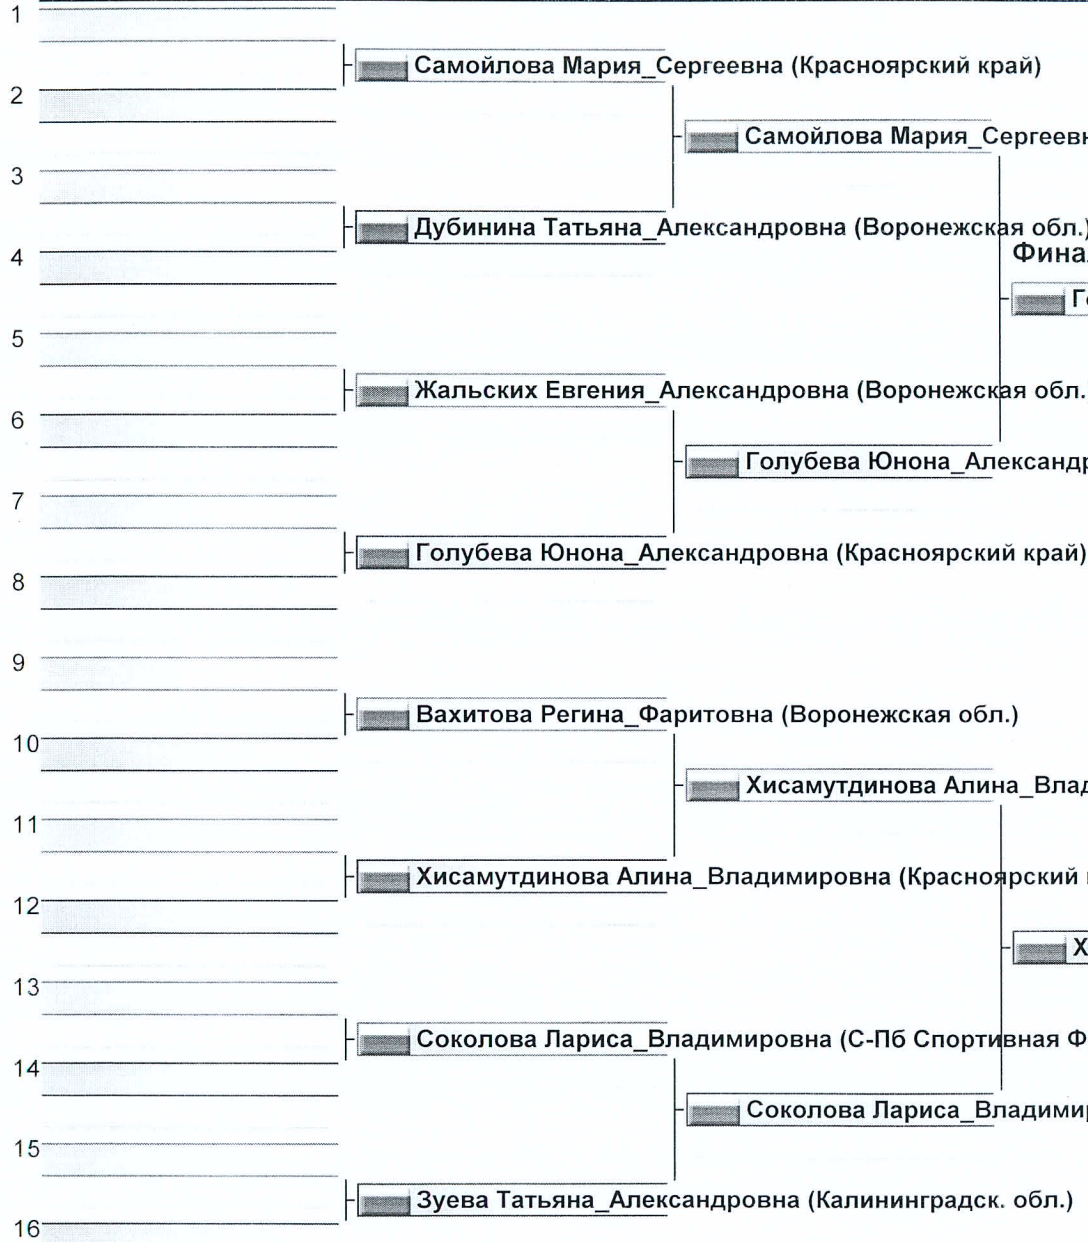 1
Самойлова Мария_Сергеевна (Красноярский край)
2
Самойлова Мария_Сергеевн
3
Дубинина Татьяна_Александровна (Воронежская обл.)
4
Фина
Г
5
Жальских Евгения_Александровна (Воронежская обл.
6
Голубева Юнона_Александр
7
Голубева Юнона_Александровна (Красноярский край)
8
9
Вахитова Регина_Фаритовна (Воронежская обл.)
10
Хисамутдинова Алина_Влад
11
Хисамутдинова Алина_Владимировна (Красноярский
12
Х
13
Соколова Лариса_Владимировна (С-Пб Спортивная Ф
14
Соколова Лариса_Владими
15
Зуева Татьяна_Александровна (Калининградск. обл.)
16